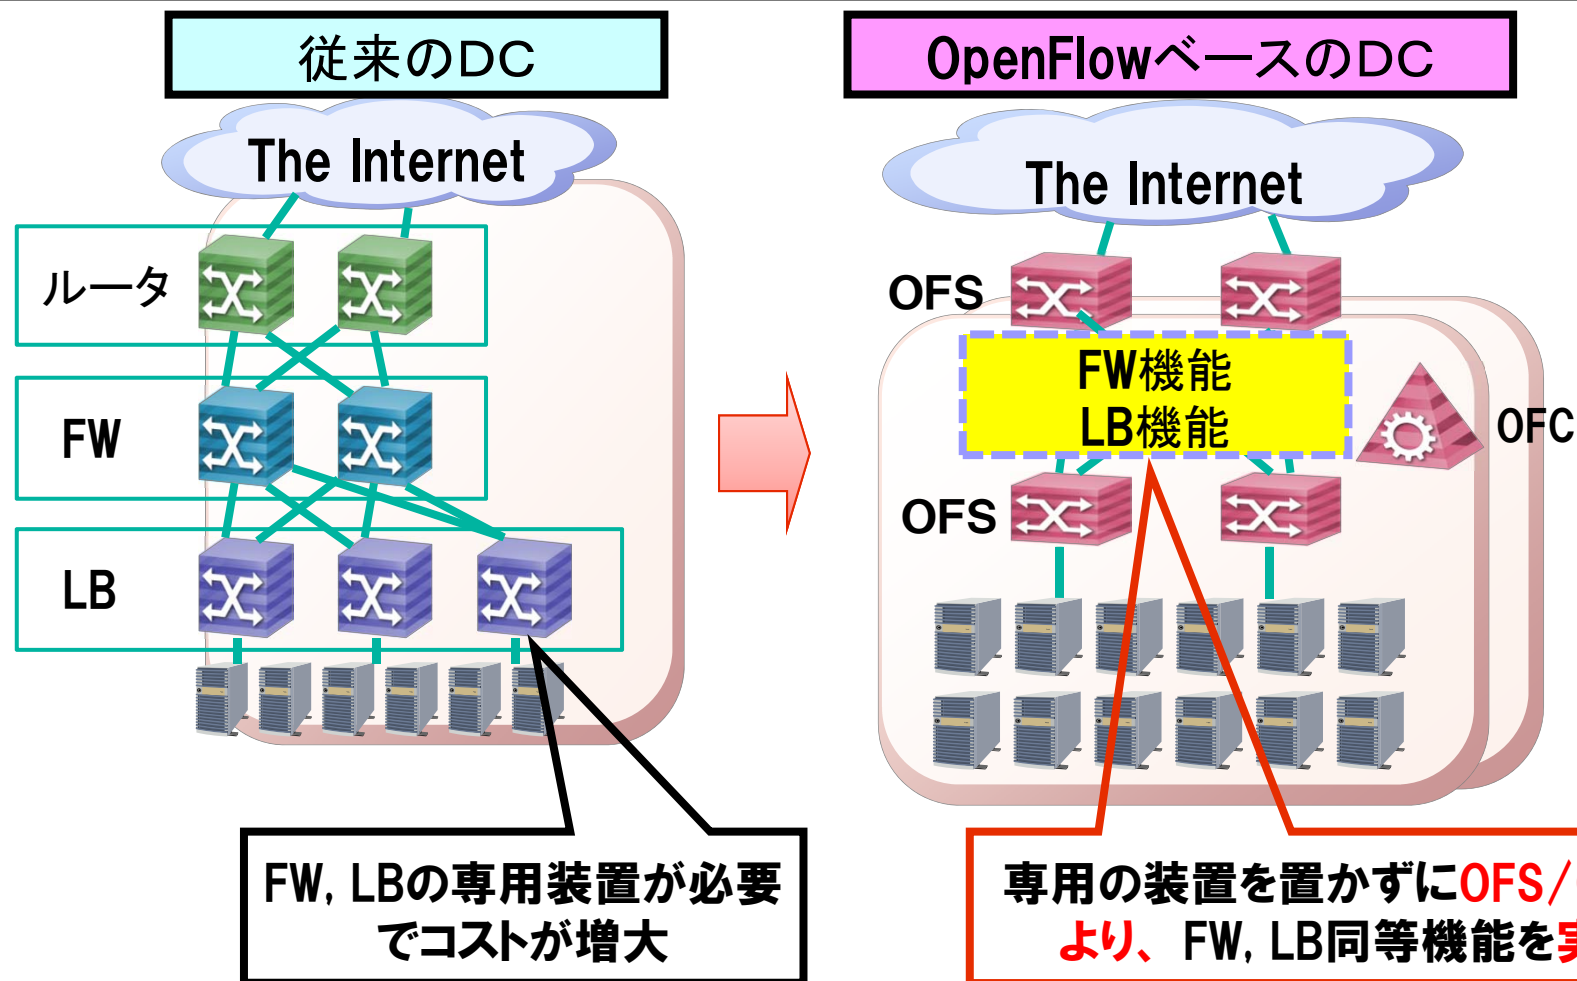 従来のDC
OpenFlowベースのDC
The Internet
The Internet
ルータ
OFS
FW機能
LB機能
OFC
FW
OFS
LB
FW, LBの専用装置が必要
でコストが増大
専用の装置を置かずにOFS/
より、FW, LB同等機能を実